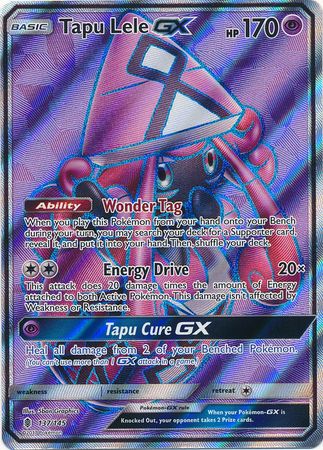 BASIC Tapu Lele GX HP 170
Ability Wonder Tag
When you play this Pokémon from your hand onto your Bench
during your turn, you may search your deck for a Supporter card,
reveal it, and put it into your hand. Then, shuffle your deck.
Energy Drive 20×
This attack does 20 damage times the amount of Energy
attached to both Active Pokémon. This damage isn't affected by
Weakness or Resistance.
Tapu Cure GX
Heal all damage from 2 of your Benched Pokémon.
(You can't use more than 1 GX attack in a game.)
weakness resistance retreat
Illus. 5ban Graphics
Pokémon-GX rule
When your Pokémon-GX is
Knocked Out, your opponent takes 2 Prize cards.
137/145